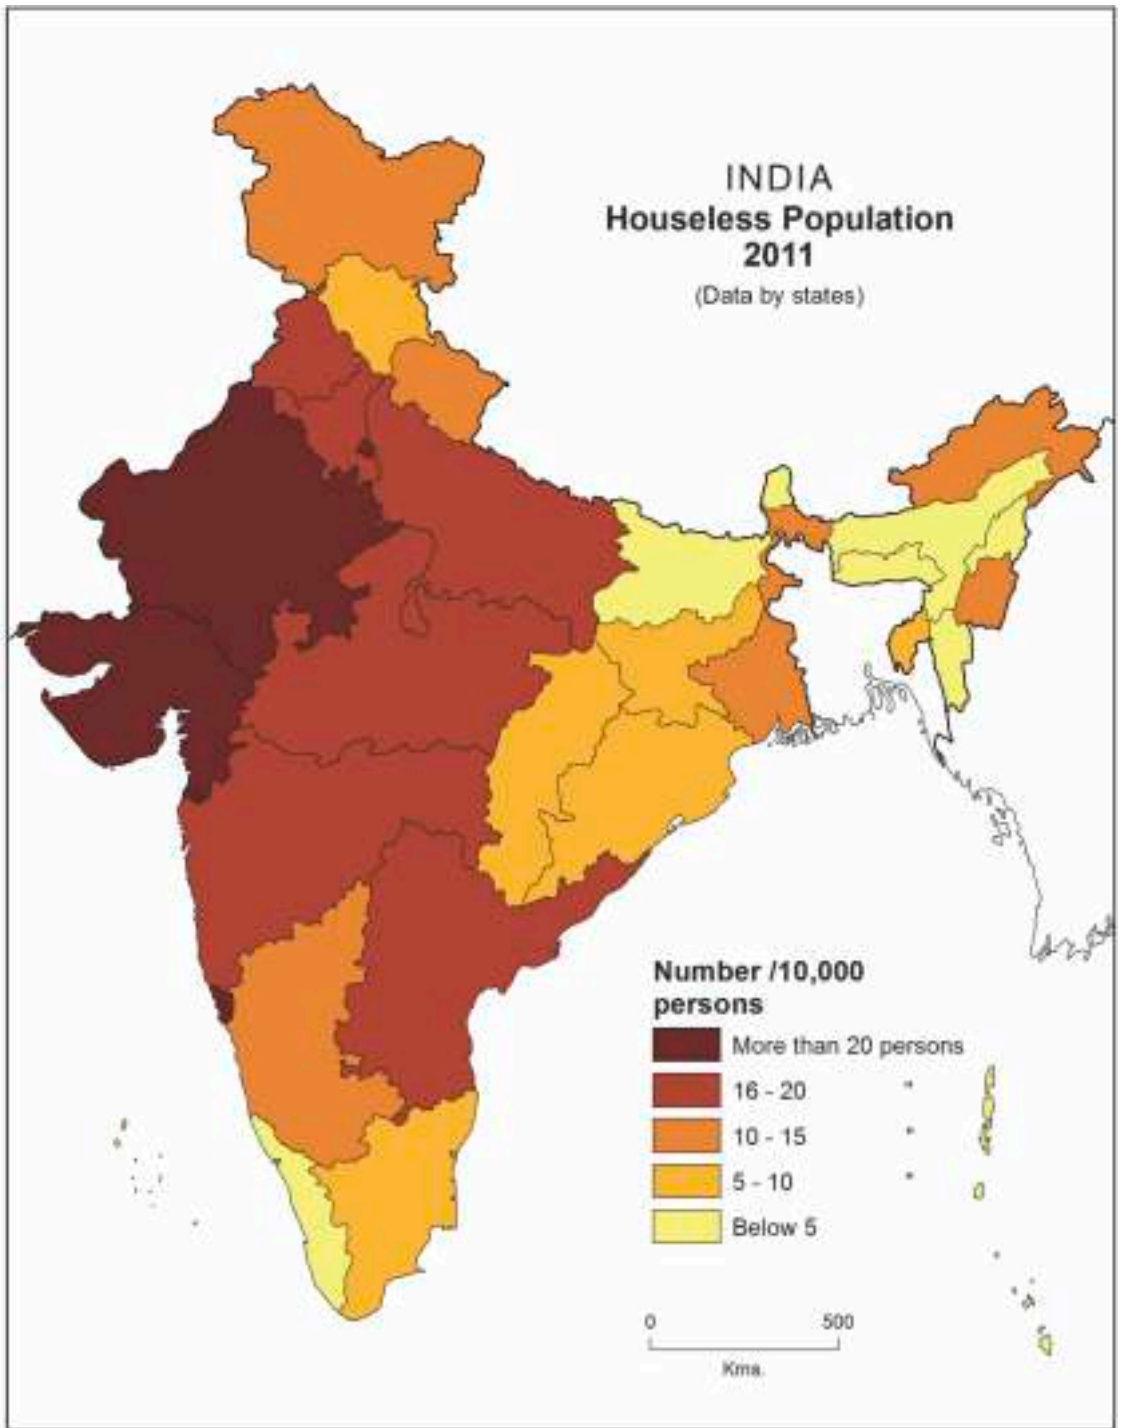 INDIA
Houseless Population
2011
(Data by states)
Number /10,000
persons
More than 20 persons
16 - 20
10 - 15
5 - 10
Below 5
0 500
Kms.